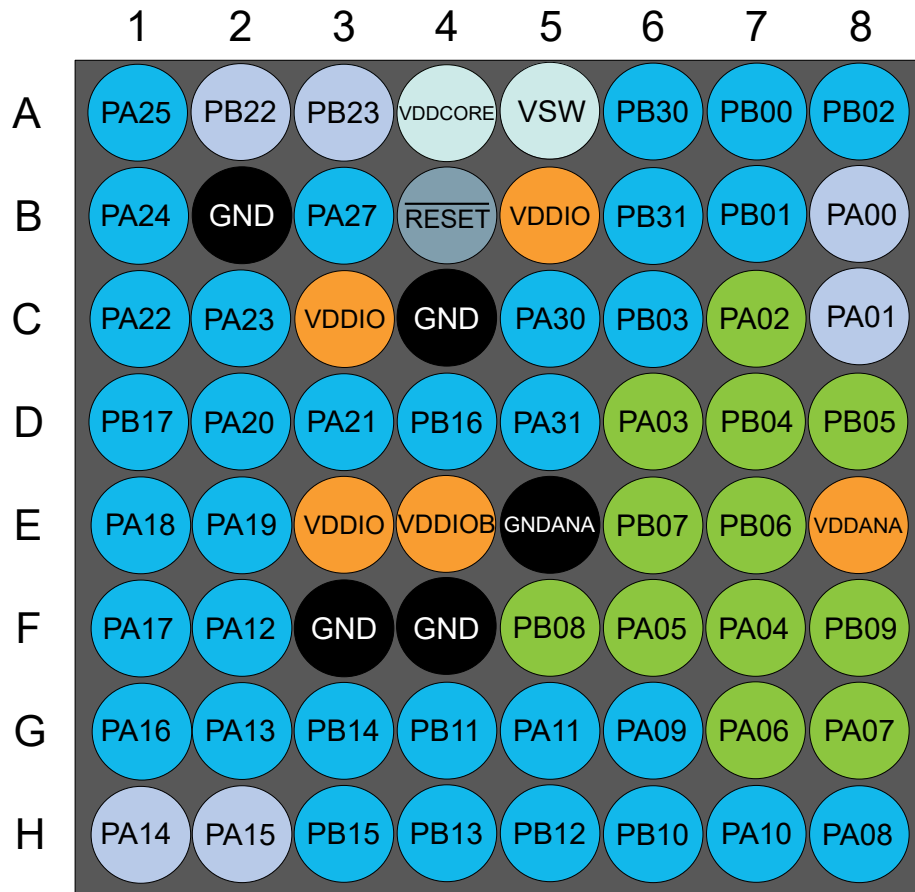 1 2 3 4 5 6 7 8
A PA25 PB22 PB23 VDDCORE VSW PB30 PB00 PB02
B PA24 GND PA27 RESET VDDIO PB31 PB01 PA00
C PA22 PA23 VDDIO GND PA30 PB03 PA02 PA01
D PB17 PA20 PA21 PB16 PA31 PA03 PB04 PB05
E PA18 PA19 VDDIO VDDIOB GNDANA PB07 PB06 VDDANA
F PA17 PA12 GND GND PB08 PA05 PA04 PB09
G PA16 PA13 PB14 PB11 PA11 PA09 PA06 PA07
H PA14 PA15 PB15 PB13 PB12 PB10 PA10 PA08